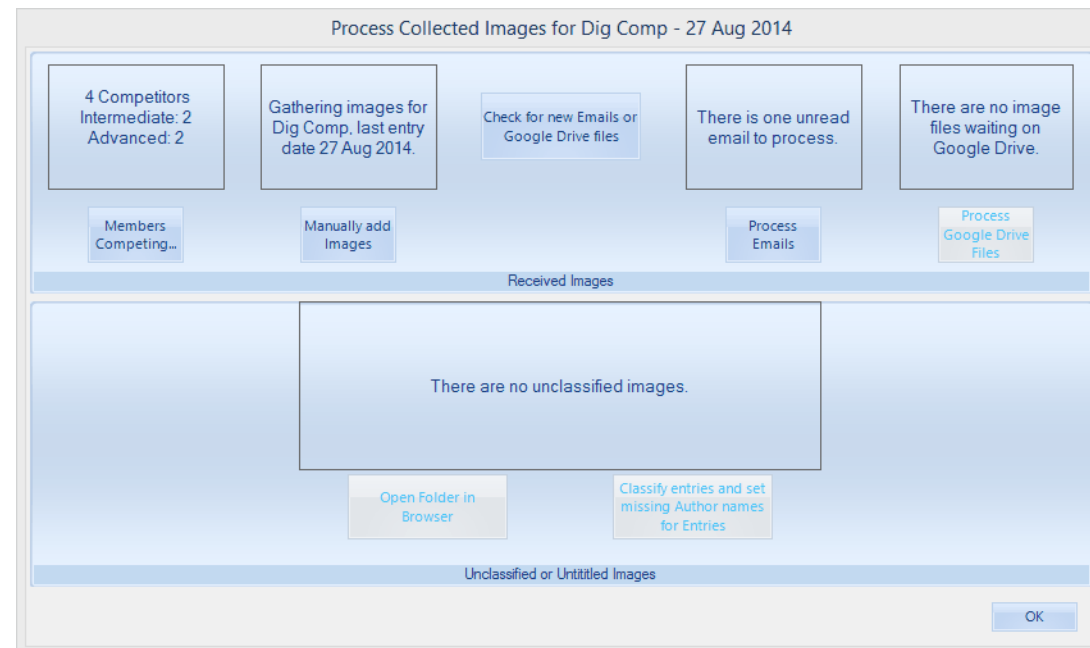 Process Collected Images for Dig Comp - 27 Aug 2014
4 Competitors
Intermediate: 2
Advanced: 2
Gathering images for
Dig Comp, last entry
date 27 Aug 2014.
Check for new Emails or
Google Drive files
There is one unread
email to process.
There are no image
files waiting on
Google Drive.
Members
Competing...
Manually add
Images
Process
Emails
Process
Google Drive
Files
Received Images
There are no unclassified images.
Open Folder in
Browser
Classify entries and set
missing Author names
for Entries
Unclassified or Untititled Images
OK